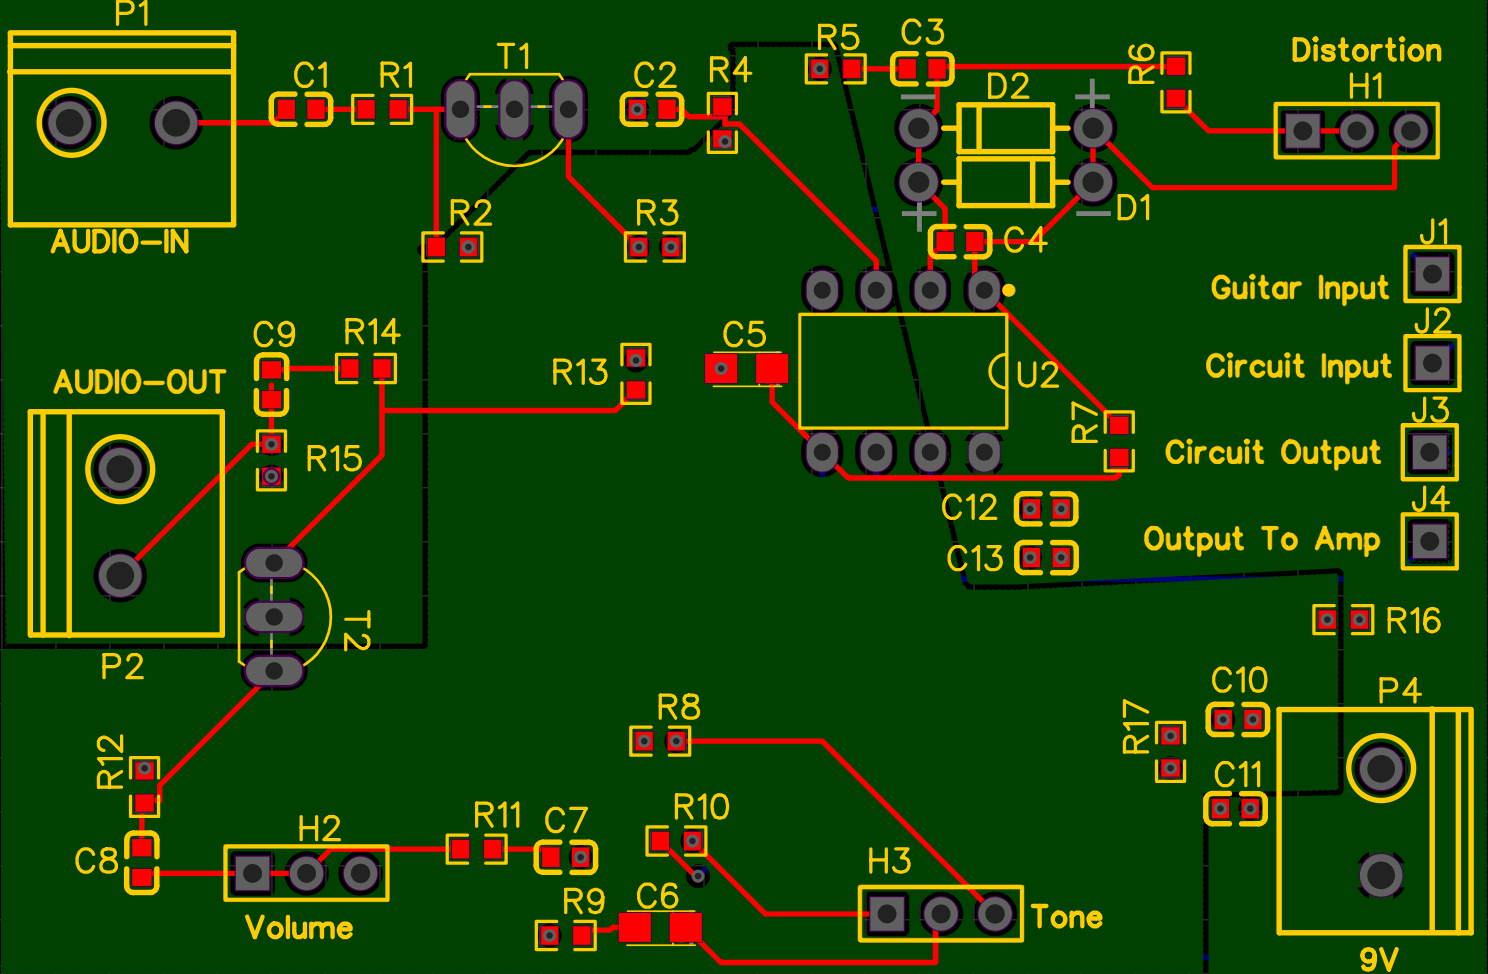 P1
C1
R1
T1
C2
R4
R5
C3
R6
Distortion
H1
D2
D1
AUDIO-IN
R2
R3
C4
J1
Guitar Input
J2
Circuit Input
C9
R14
R13
C5
U2
AUDIO-OUT
R7
J3
Circuit Output
R15
C12
J4
C13
Output To Amp
T2
R16
P2
C10
P4
R8
R17
R12
C11
H2
R11
C7
R10
C8
H3
R9
C6
Volume
Tone
9V